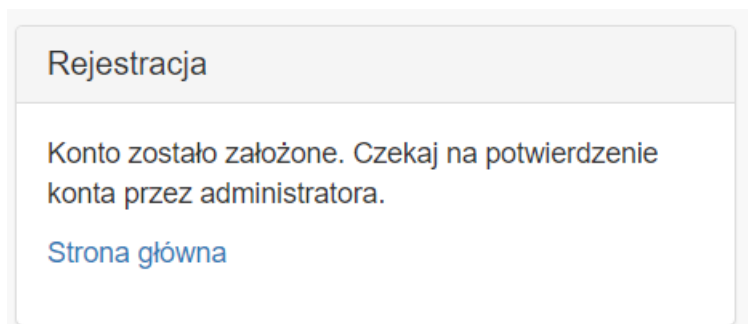 Rejestracja
Konto zostało założone. Czekaj na potwierdzenie
konta przez administratora.
Strona główna